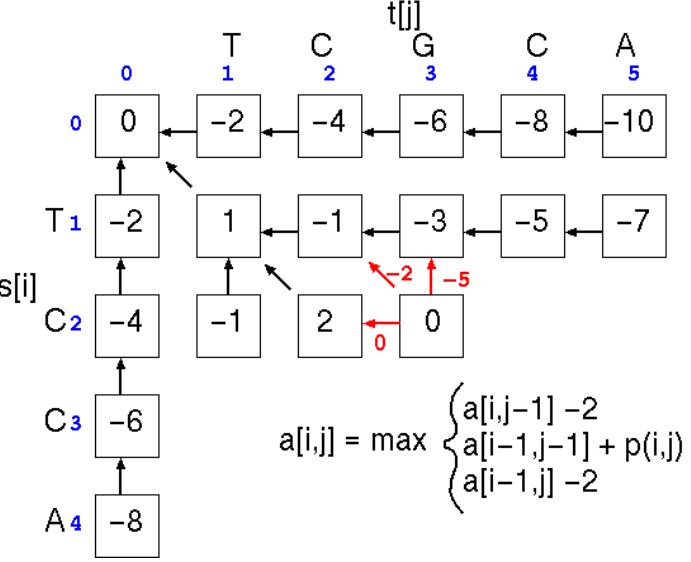 t[j]
T C G C A
0 1 2 3 4 5
0 0 −2 −4 −6 −8 −10
T 1 −2 1 −1 −3 −5 −7
−2 −5
s[i]
C 2 −4 −1 2 0
0
C 3 −6
a[i,j−1] −2
a[i,j] = max a[i−1,j−1] + p(i,j)
a[i−1,j] −2
A 4 −8